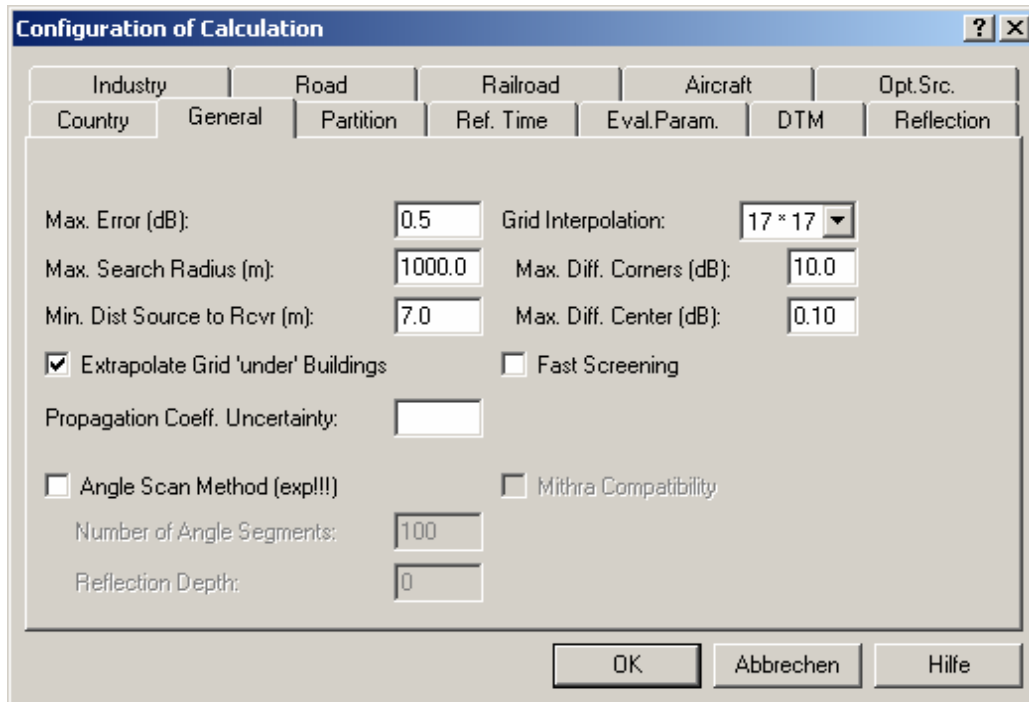 Configuration of Calculation
Industry Road Railroad Aircraft Opt.Src.
Country General Partition Ref. Time Eval.Param. DTM Reflection
Max. Error (dB): 0.5 Grid Interpolation: 17 * 17
Max. Search Radius (m): 1000.0 Max. Diff. Corners (dB): 10.0
Min. Dist Source to Rcvr (m): 7.0 Max. Diff. Center (dB): 0.10
Extrapolate Grid 'under' Buildings Fast Screening
Propagation Coeff. Uncertainty:
Angle Scan Method (exp!!!) Mithra Compatibility
Number of Angle Segments: 100
Reflection Depth: 0
OK Abbrechen Hilfe